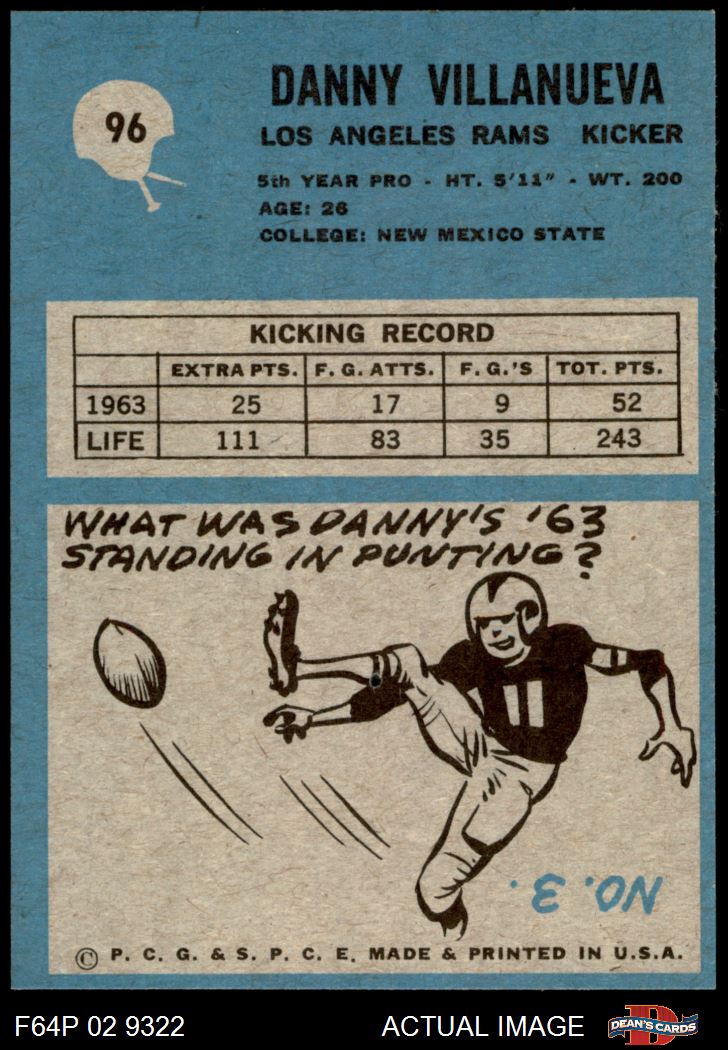 96
DANNY VILLANUEVA
LOS ANGELES RAMS KICKER
5th YEAR PRO - HT. 5'11" - WT. 200
AGE: 26
COLLEGE: NEW MEXICO STATE
KICKING RECORD
EXTRA PTS. F. G. ATTS. F. G.'S TOT. PTS.
1963 25 17 9 52
LIFE 111 83 35 243
WHAT WAS DANNY'S '63
STANDING IN PUNTING?
11
NO. 3.
© P. C. G. & S. P. C. E. MADE & PRINTED IN U.S.A.
F64P 02 9322 ACTUAL IMAGE D DEAN'S CARDS